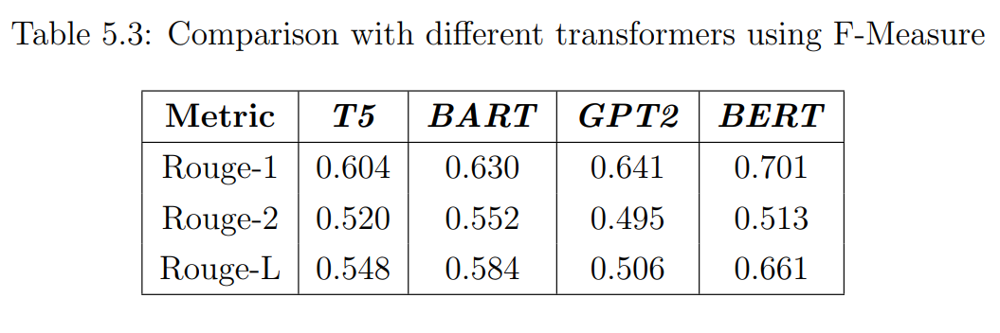 Table 5.3: Comparison with different transformers using F-Measure
Metric T5 BART GPT2 BERT
Rouge-1 0.604 0.630 0.641 0.701
Rouge-2 0.520 0.552 0.495 0.513
Rouge-L 0.548 0.584 0.506 0.661